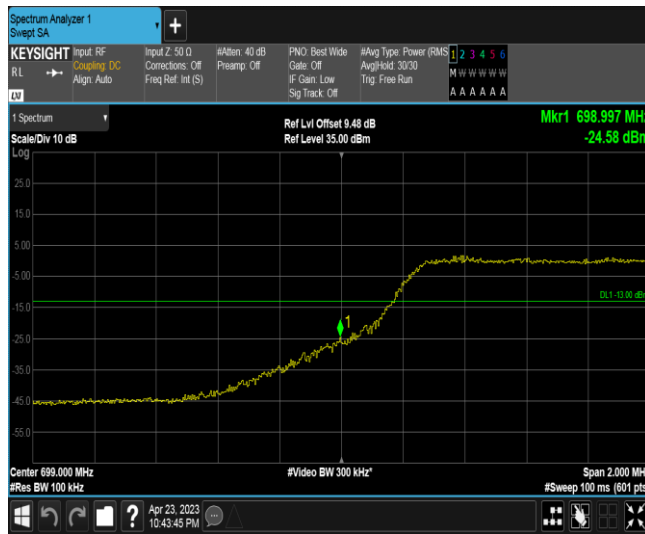 Spectrum Analyzer 1
Swept SA
+
KEYSIGHT
RL
LXI
Input: RF
Coupling: DC
Align: Auto
Input Z: 50 Ω
Corrections: Off
Freq Ref: Int (S)
#Atten: 40 dB
Preamp: Off
PNO: Best Wide
Gate: Off
IF Gain: Low
Sig Track: Off
#Avg Type: Power (RMS
Avg|Hold: 30/30
Trig: Free Run
1 2 3 4 5 6
M W W W W W
A A A A A A
1 Spectrum
Scale/Div 10 dB
Log
Ref Lvl Offset 9.48 dB
Ref Level 35.00 dBm
Mkr1 698.997 MHz
-24.58 dBm
25.0
15.0
5.00
-5.00
-15.0
-25.0
-35.0
-45.0
-55.0
DL1 -13.00 dBm
1
Center 699.000 MHz
#Res BW 100 kHz
#Video BW 300 kHz*
Span 2.000 MH
#Sweep 100 ms (601 pts
?
Apr 23, 2023
10:43:45 PM